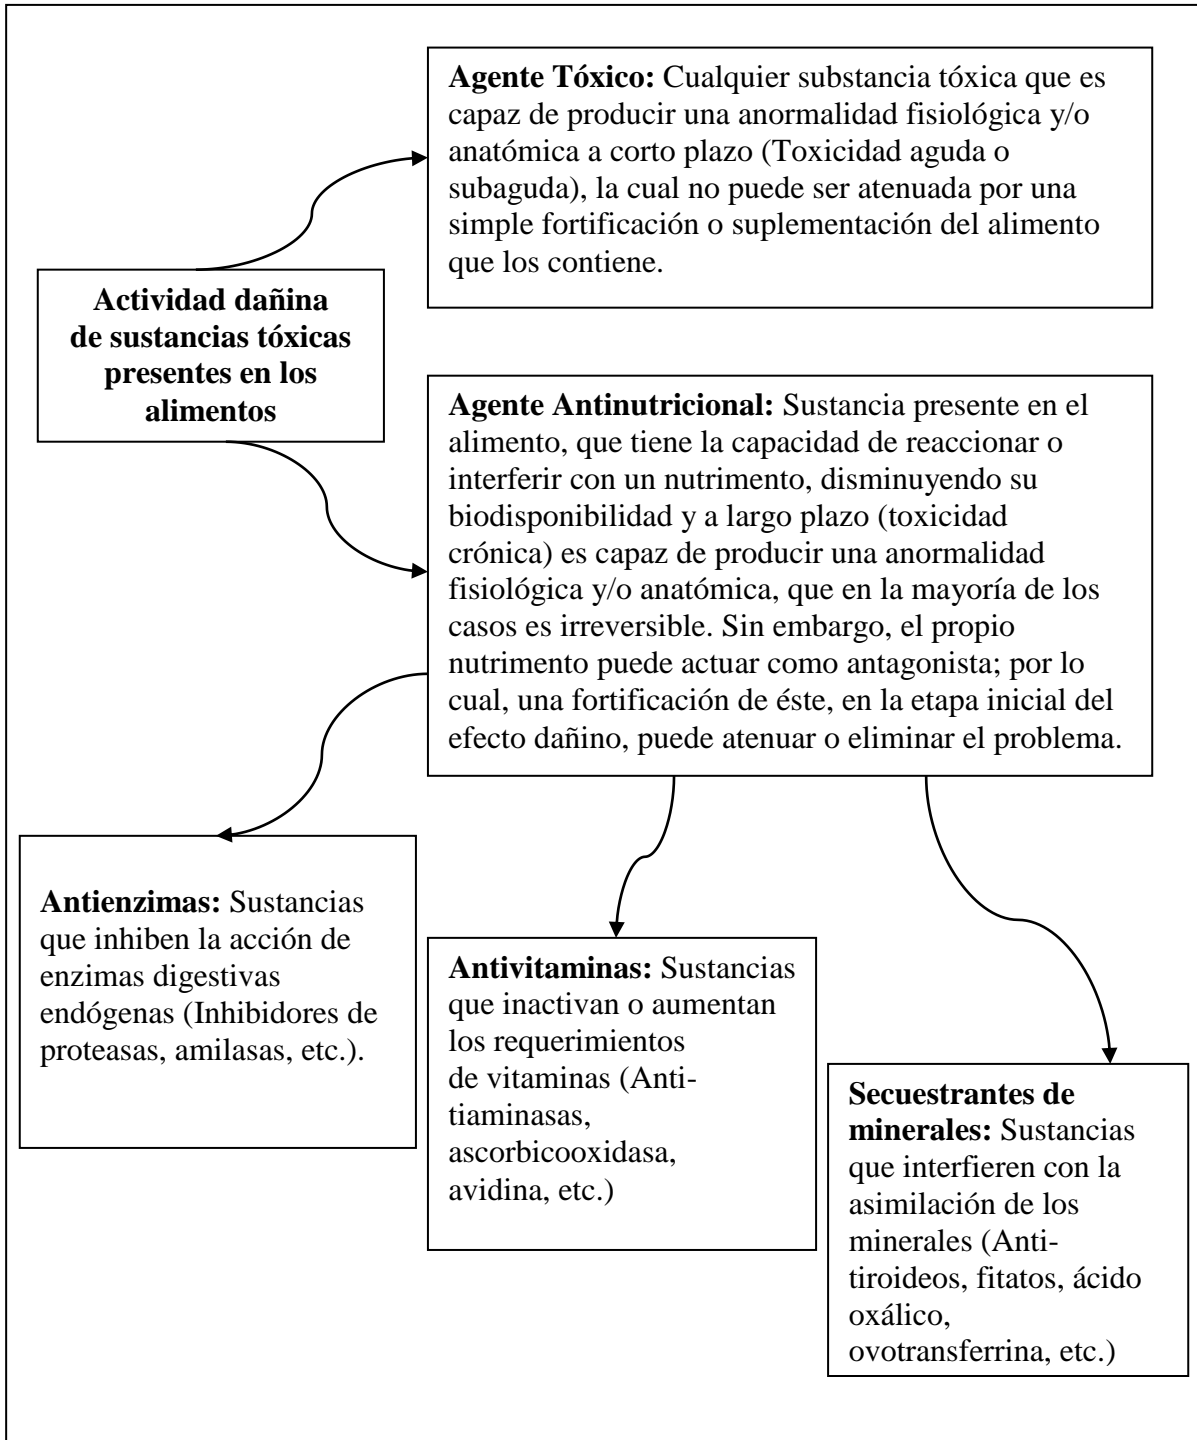 Agente Tóxico: Cualquier substancia tóxica que es
capaz de producir una anormalidad fisiológica y/o
anatómica a corto plazo (Toxicidad aguda o
subaguda), la cual no puede ser atenuada por una
simple fortificación o suplementación del alimento
que los contiene.
Actividad dañina
de sustancias tóxicas
presentes en los
alimentos
Agente Antinutricional: Sustancia presente en el
alimento, que tiene la capacidad de reaccionar o
interferir con un nutrimento, disminuyendo su
biodisponibilidad y a largo plazo (toxicidad
crónica) es capaz de producir una anormalidad
fisiológica y/o anatómica, que en la mayoría de los
casos es irreversible. Sin embargo, el propio
nutrimento puede actuar como antagonista; por lo
cual, una fortificación de éste, en la etapa inicial del
efecto dañino, puede atenuar o eliminar el problema.
Antienzimas: Sustancias
que inhiben la acción de
enzimas digestivas
endógenas (Inhibidores de
proteasas, amilasas, etc.).
Antivitaminas: Sustancias
que inactivan o aumentan
los requerimientos
de vitaminas (Anti-
tiaminasas,
ascorbicooxidasa,
avidina, etc.)
Secuestrantes de
minerales: Sustancias
que interfieren con la
asimilación de los
minerales (Anti-
tiroideos, fitatos, ácido
oxálico,
ovotransferrina, etc.)